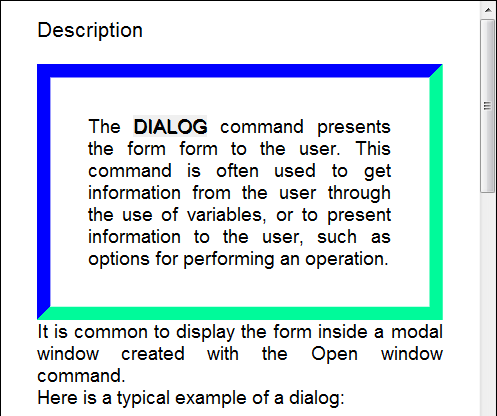 Description
The DIALOG command presents
the form form to the user. This
command is often used to get
information from the user through
the use of variables, or to present
information to the user, such as
options for performing an operation.
It is common to display the form inside a modal
window created with the Open window
command.
Here is a typical example of a dialog: